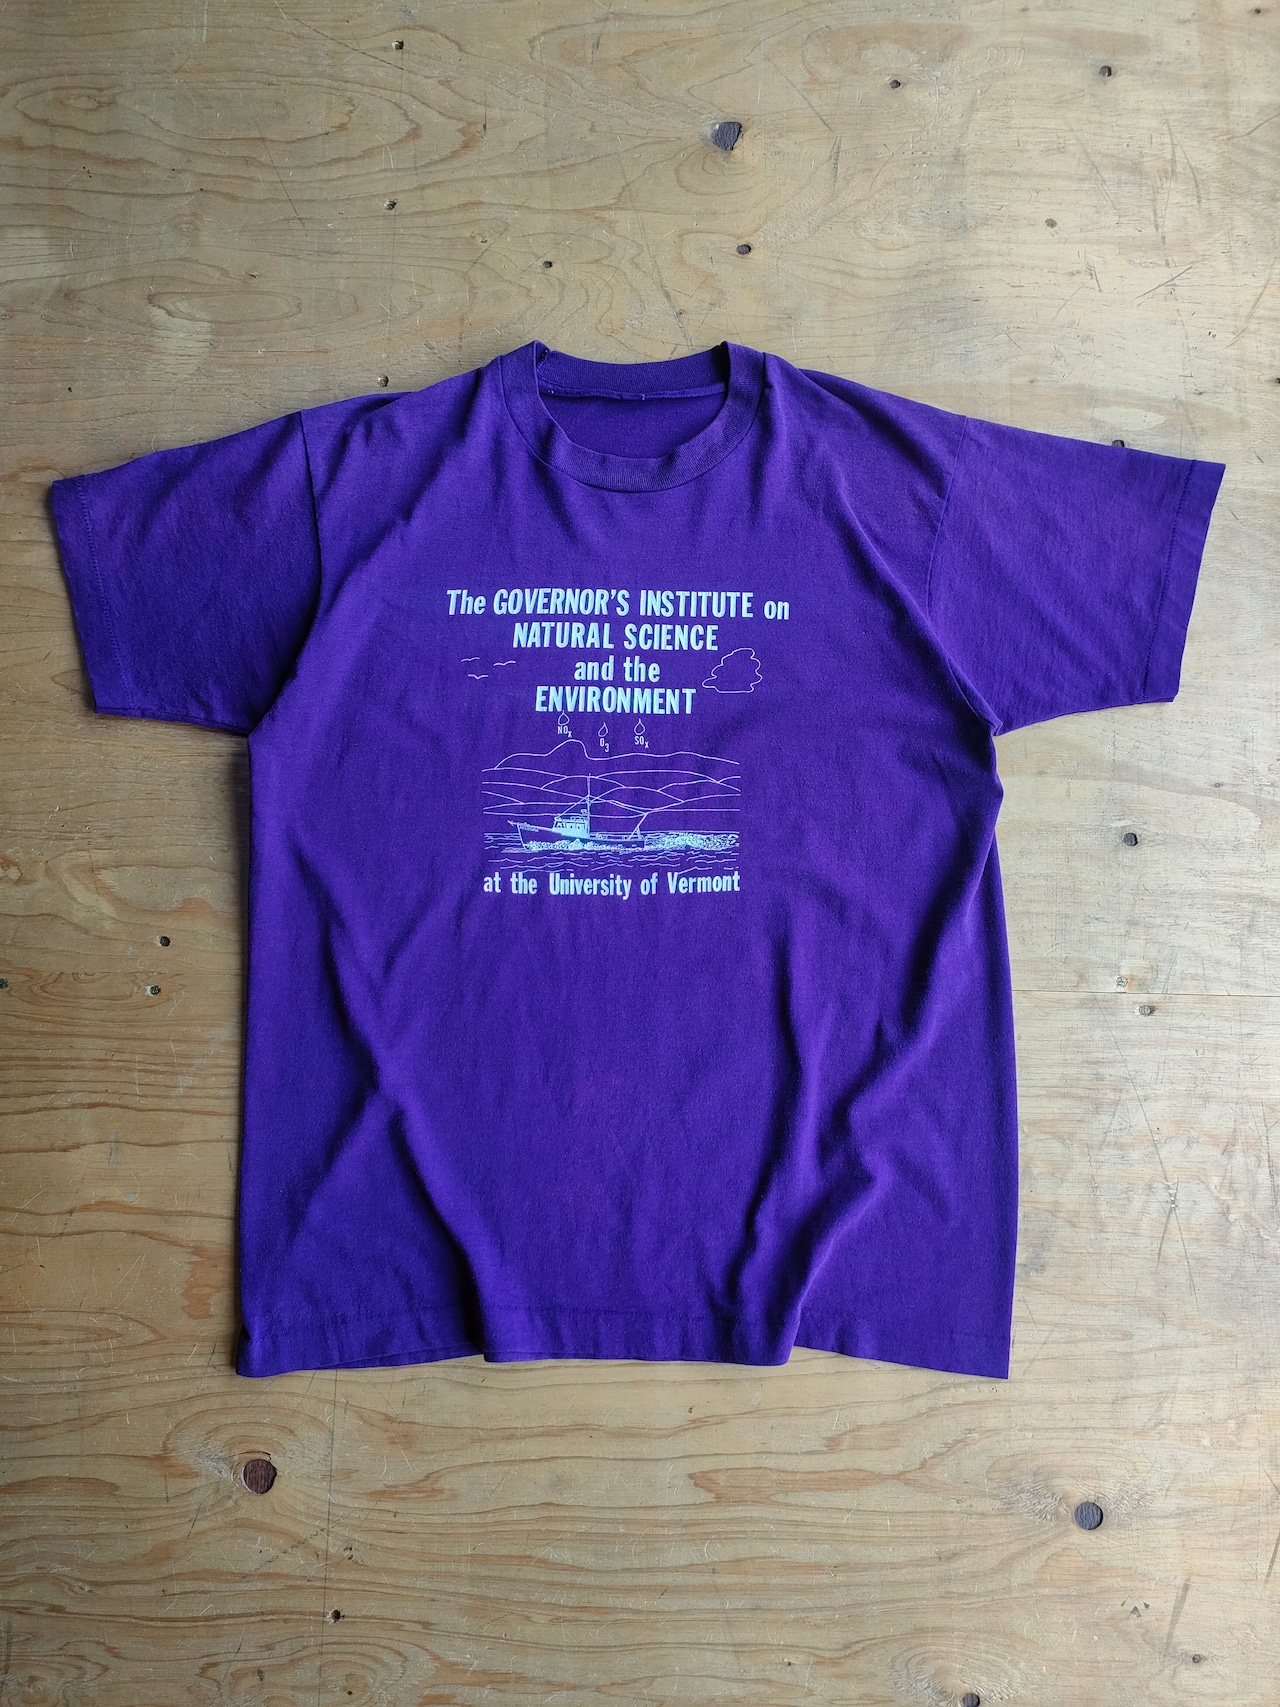 The GOVERNOR'S INSTITUTE on
NATURAL SCIENCE
and the
ENVIRONMENT
NOx O3 SOx
at the University of Vermont